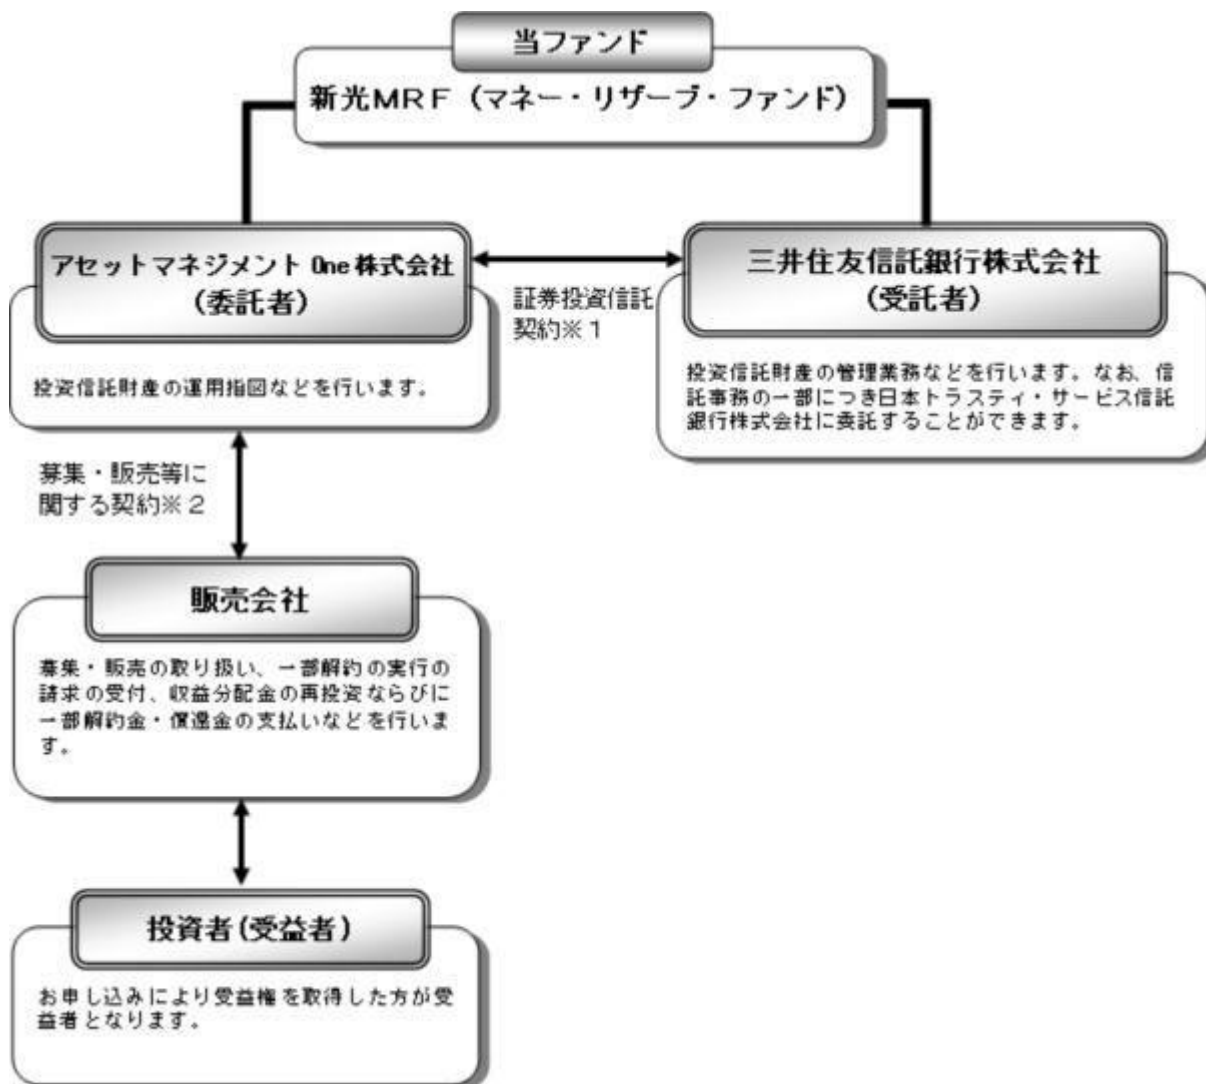 当ファンド
新光MRF（マネー・リザーブ・ファンド）
アセットマネジメントOne株式会社
（委託者）
投資信託財産の運用指図などを行います。
証券投資信託
契約※１
三井住友信託銀行株式会社
（受託者）
投資信託財産の管理業務などを行います。なお、信
託事務の一部につき日本トラスティ・サービス信託
銀行株式会社に委託することができます。
募集・販売等に
関する契約※２
販売会社
募集・販売の取り扱い、一部解約の実行の
請求の受付、収益分配金の再投資ならびに
一部解約金・償還金の支払いなどを行いま
す。
投資者(受益者)
お申し込みにより受益権を取得した方が受
益者となります。